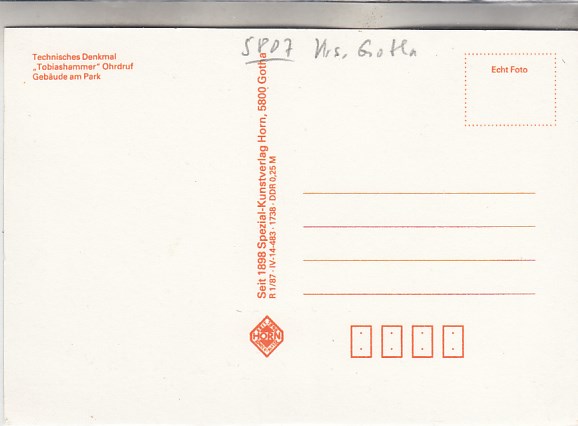 5807 Krs. Gotha
Technisches Denkmal
„Tobiashammer“ Ohrdruf
Gebäude am Park
Echt Foto
Seit 1898 Spezial-Kunstverlag Horn, 5800 Gotha
R 1/87 · IV-14-483 · 1738 · DDR 0,25 M
HORN